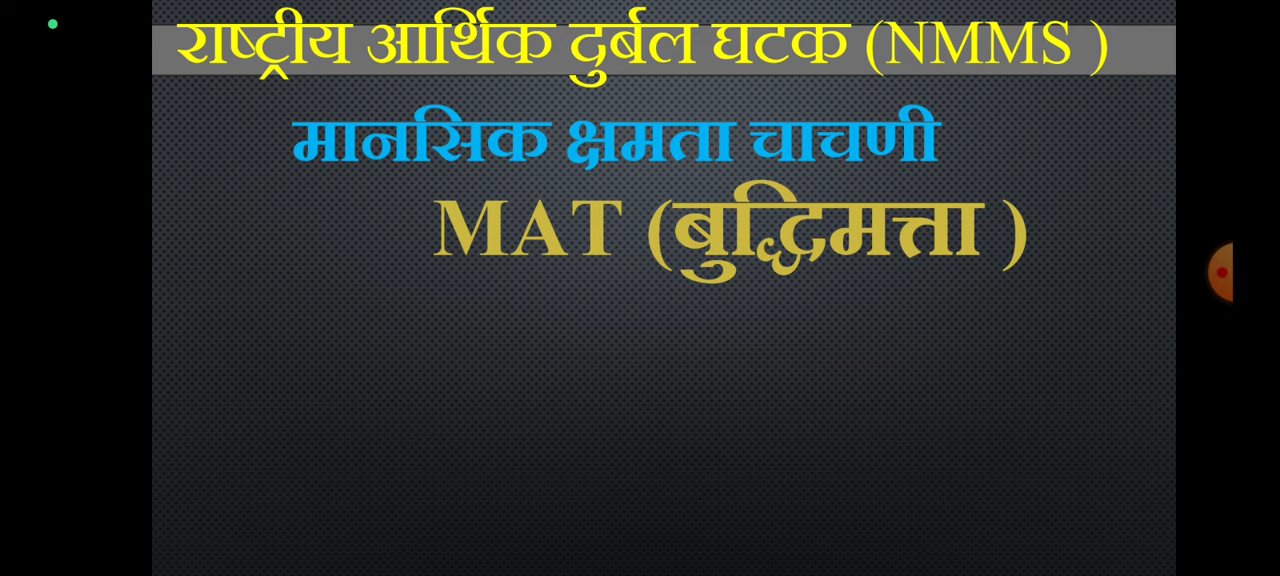 राष्ट्रीय आर्थिक दुर्बल घटक (NMMS )
मानसिक क्षमता चाचणी
MAT (बुद्धिमत्ता )